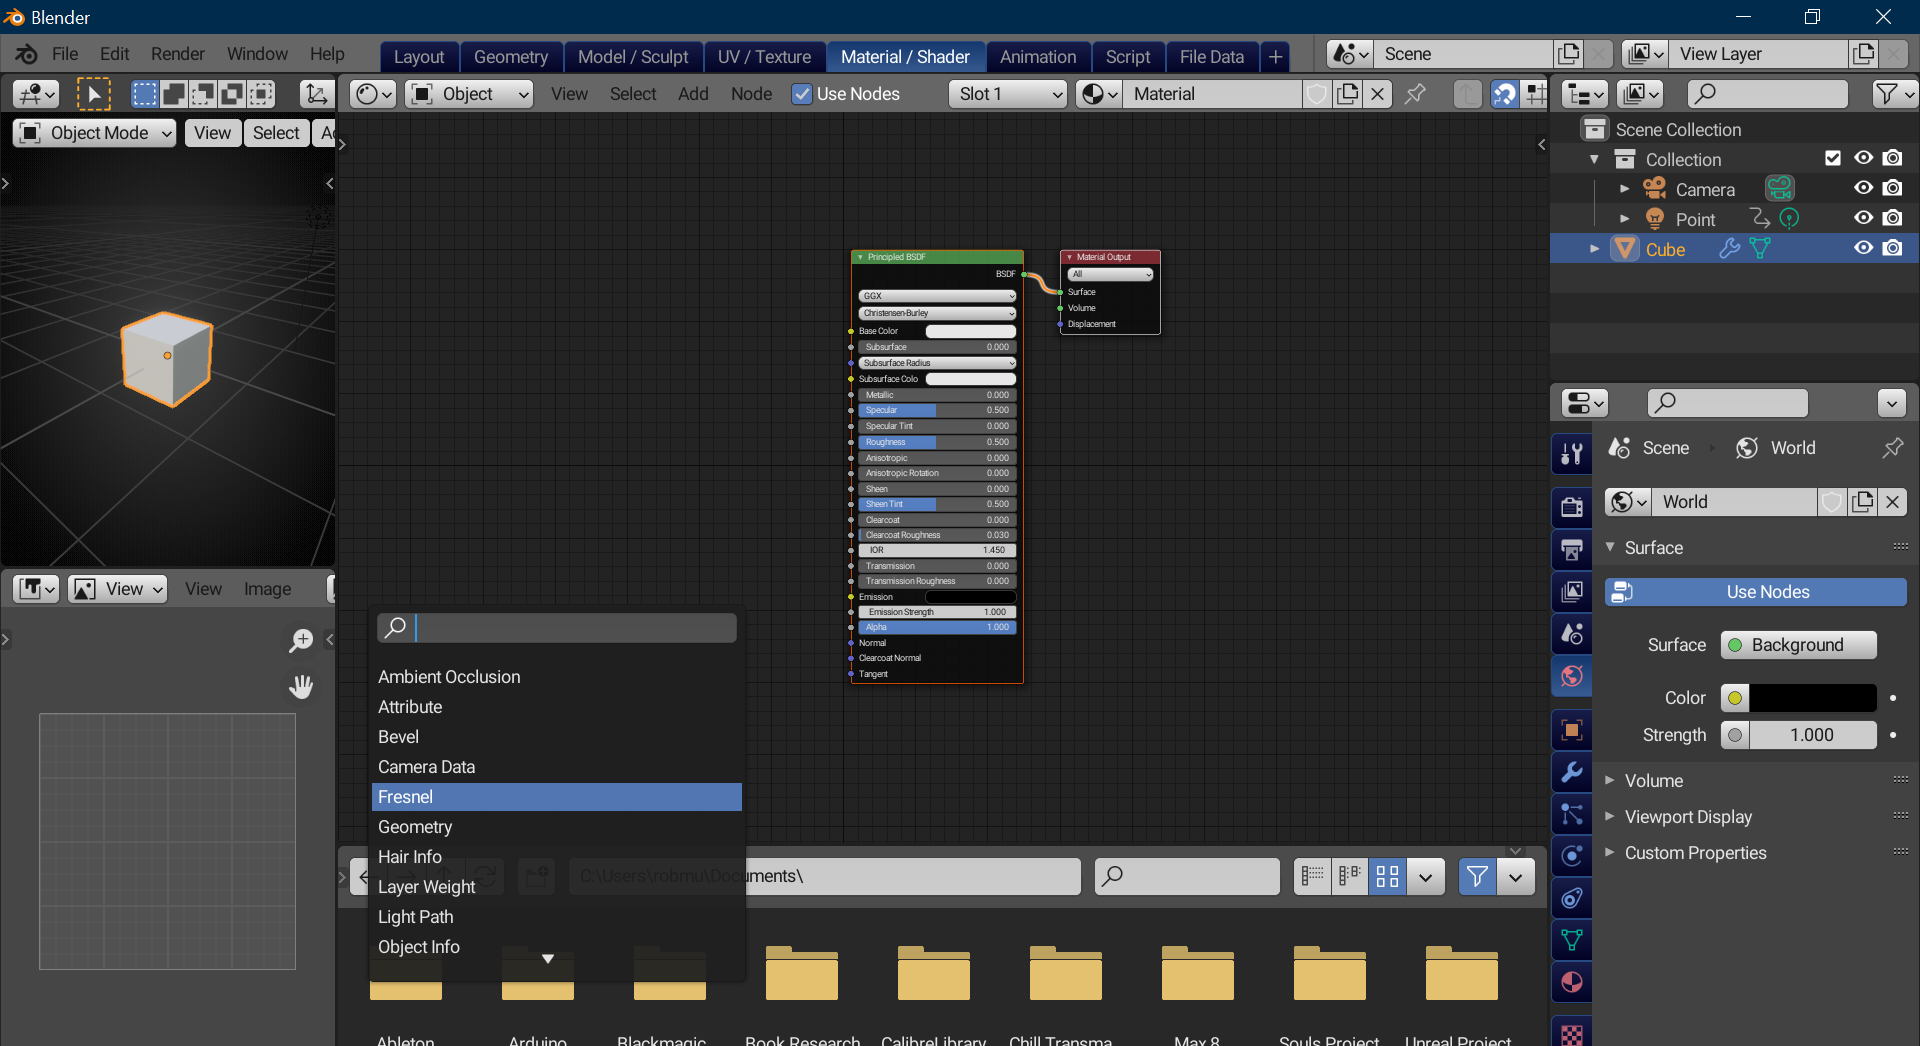 Blender
File Edit Render Window Help
Layout Geometry Model / Sculpt UV / Texture Material / Shader Animation Script File Data +
Scene
View Layer
Object View Select Add Node Use Nodes Slot 1 Material
Object Mode View Select
Scene Collection
Collection
Camera
Point
Cube
Principled BSDF
BSDF
GGX
Christensen-Burley
Base Color
Subsurface 0.000
Subsurface Radius
Subsurface Colo
Metallic 0.000
Specular 0.500
Specular Tint 0.000
Roughness 0.500
Anisotropic 0.000
Anisotropic Rotation 0.000
Sheen 0.000
Sheen Tint 0.500
Clearcoat 0.000
Clearcoat Roughness 0.030
IOR 1.450
Transmission 0.000
Transmission Roughness 0.000
Emission
Emission Strength 1.000
Alpha 1.000
Normal
Clearcoat Normal
Tangent
Material Output
All
Surface
Volume
Displacement
View View Image
Ambient Occlusion
Attribute
Bevel
Camera Data
Fresnel
Geometry
Hair Info
Layer Weight
Light Path
Object Info
C:\Users\robmu\Documents\
Ableton Arduino Blackmagic Book Research CalibreLibrary Chill Transma Max 8 Souls Project Unreal Project
Scene World
World
Surface
Use Nodes
Surface Background
Color
Strength 1.000
Volume
Viewport Display
Custom Properties